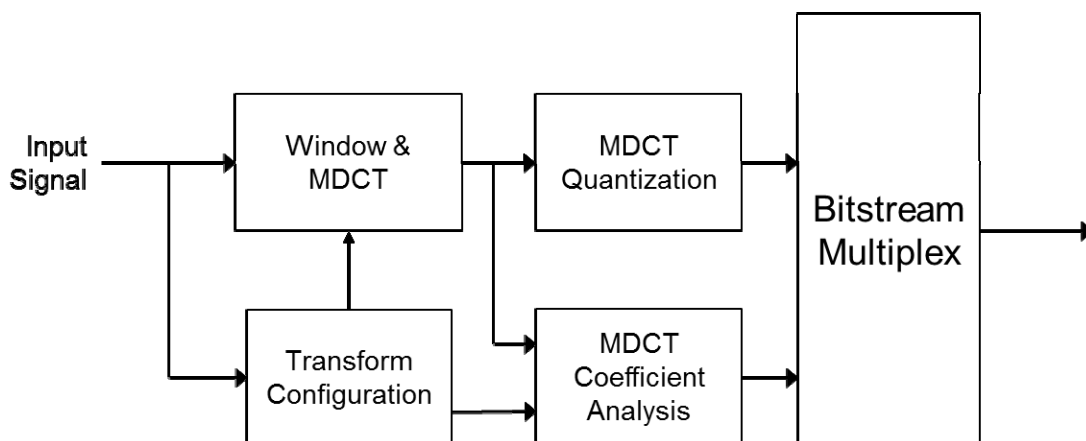 Input
Signal
Window &
MDCT
MDCT
Quantization
Bitstream
Multiplex
Transform
Configuration
MDCT
Coefficient
Analysis